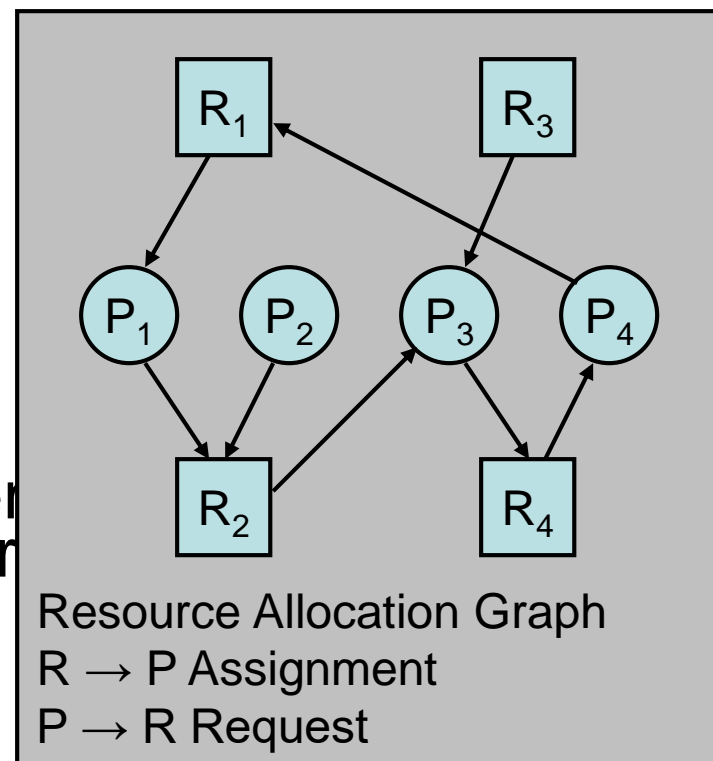 R₁ R₃
P₁ P₂ P₃ P₄
R₂ R₄
Resource Allocation Graph
R → P Assignment
P → R Request